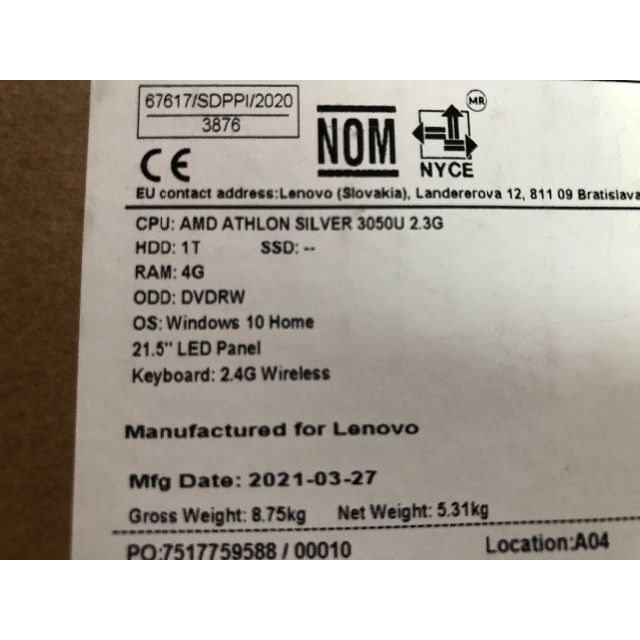 67617/SDPPI/2020
3876
CE
NOM
MR
NYCE
EU contact address:Lenovo (Slovakia), Landererova 12, 811 09 Bratislava
CPU: AMD ATHLON SILVER 3050U 2.3G
HDD: 1T SSD: --
RAM: 4G
ODD: DVDRW
OS: Windows 10 Home
21.5" LED Panel
Keyboard: 2.4G Wireless
Manufactured for Lenovo
Mfg Date: 2021-03-27
Gross Weight: 8.75kg Net Weight: 5.31kg
PO:7517759588 / 00010 Location:A04